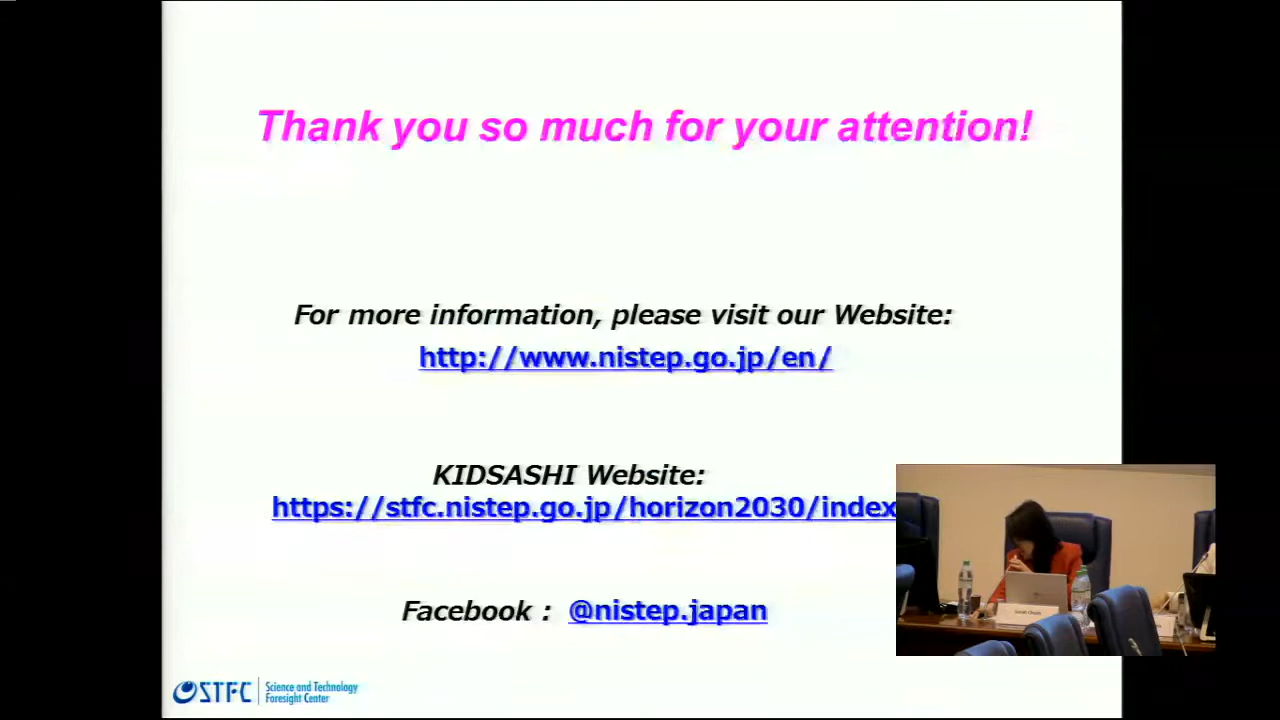 Thank you so much for your attention!
For more information, please visit our Website:
http://www.nistep.go.jp/en/
KIDSASHI Website:
https://stfc.nistep.go.jp/horizon2030/index
Facebook : @nistep.japan
STFC Science and Technology
Foresight Center